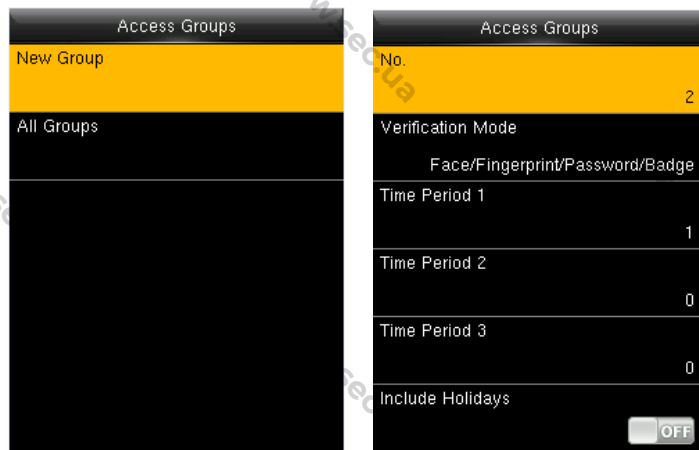 Access Groups
New Group
All Groups
Access Groups
No.
2
Verification Mode
Face/Fingerprint/Password/Badge
Time Period 1
1
Time Period 2
0
Time Period 3
0
Include Holidays
OFF